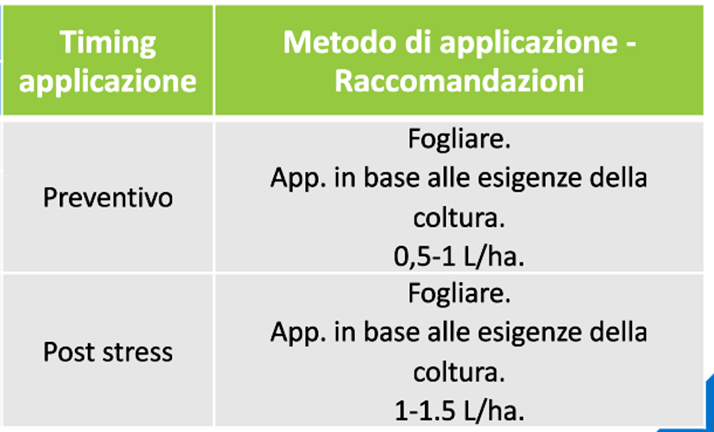 Timing
applicazione
Metodo di applicazione -
Raccomandazioni
Preventivo
Fogliare.
App. in base alle esigenze della
coltura.
0,5-1 L/ha.
Post stress
Fogliare.
App. in base alle esigenze della
coltura.
1-1.5 L/ha.